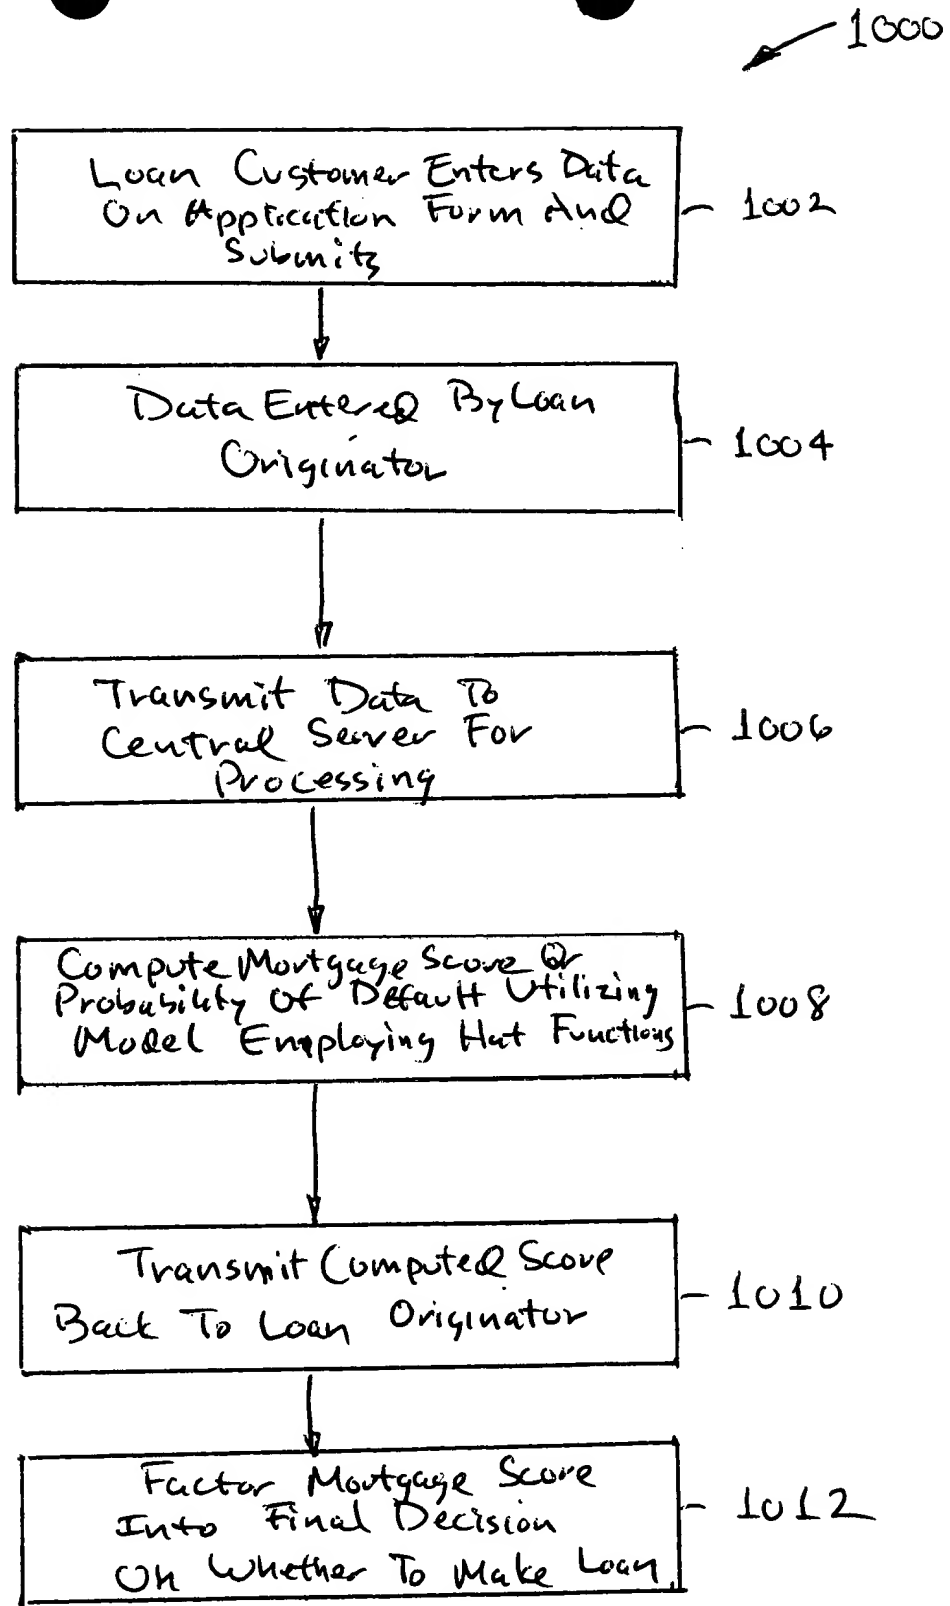 1000
Loan Customer Enters Data
On Application Form And
Submits
1002
Data Entered By Loan
Originator
1004
Transmit Data To
Central Server For
Processing
1006
Compute Mortgage Score Or
Probability Of Default Utilizing
Model Employing Hat Functions
1008
Transmit Computed Score
Back To Loan Originator
1010
Factor Mortgage Score
Into Final Decision
On Whether To Make Loan
1012